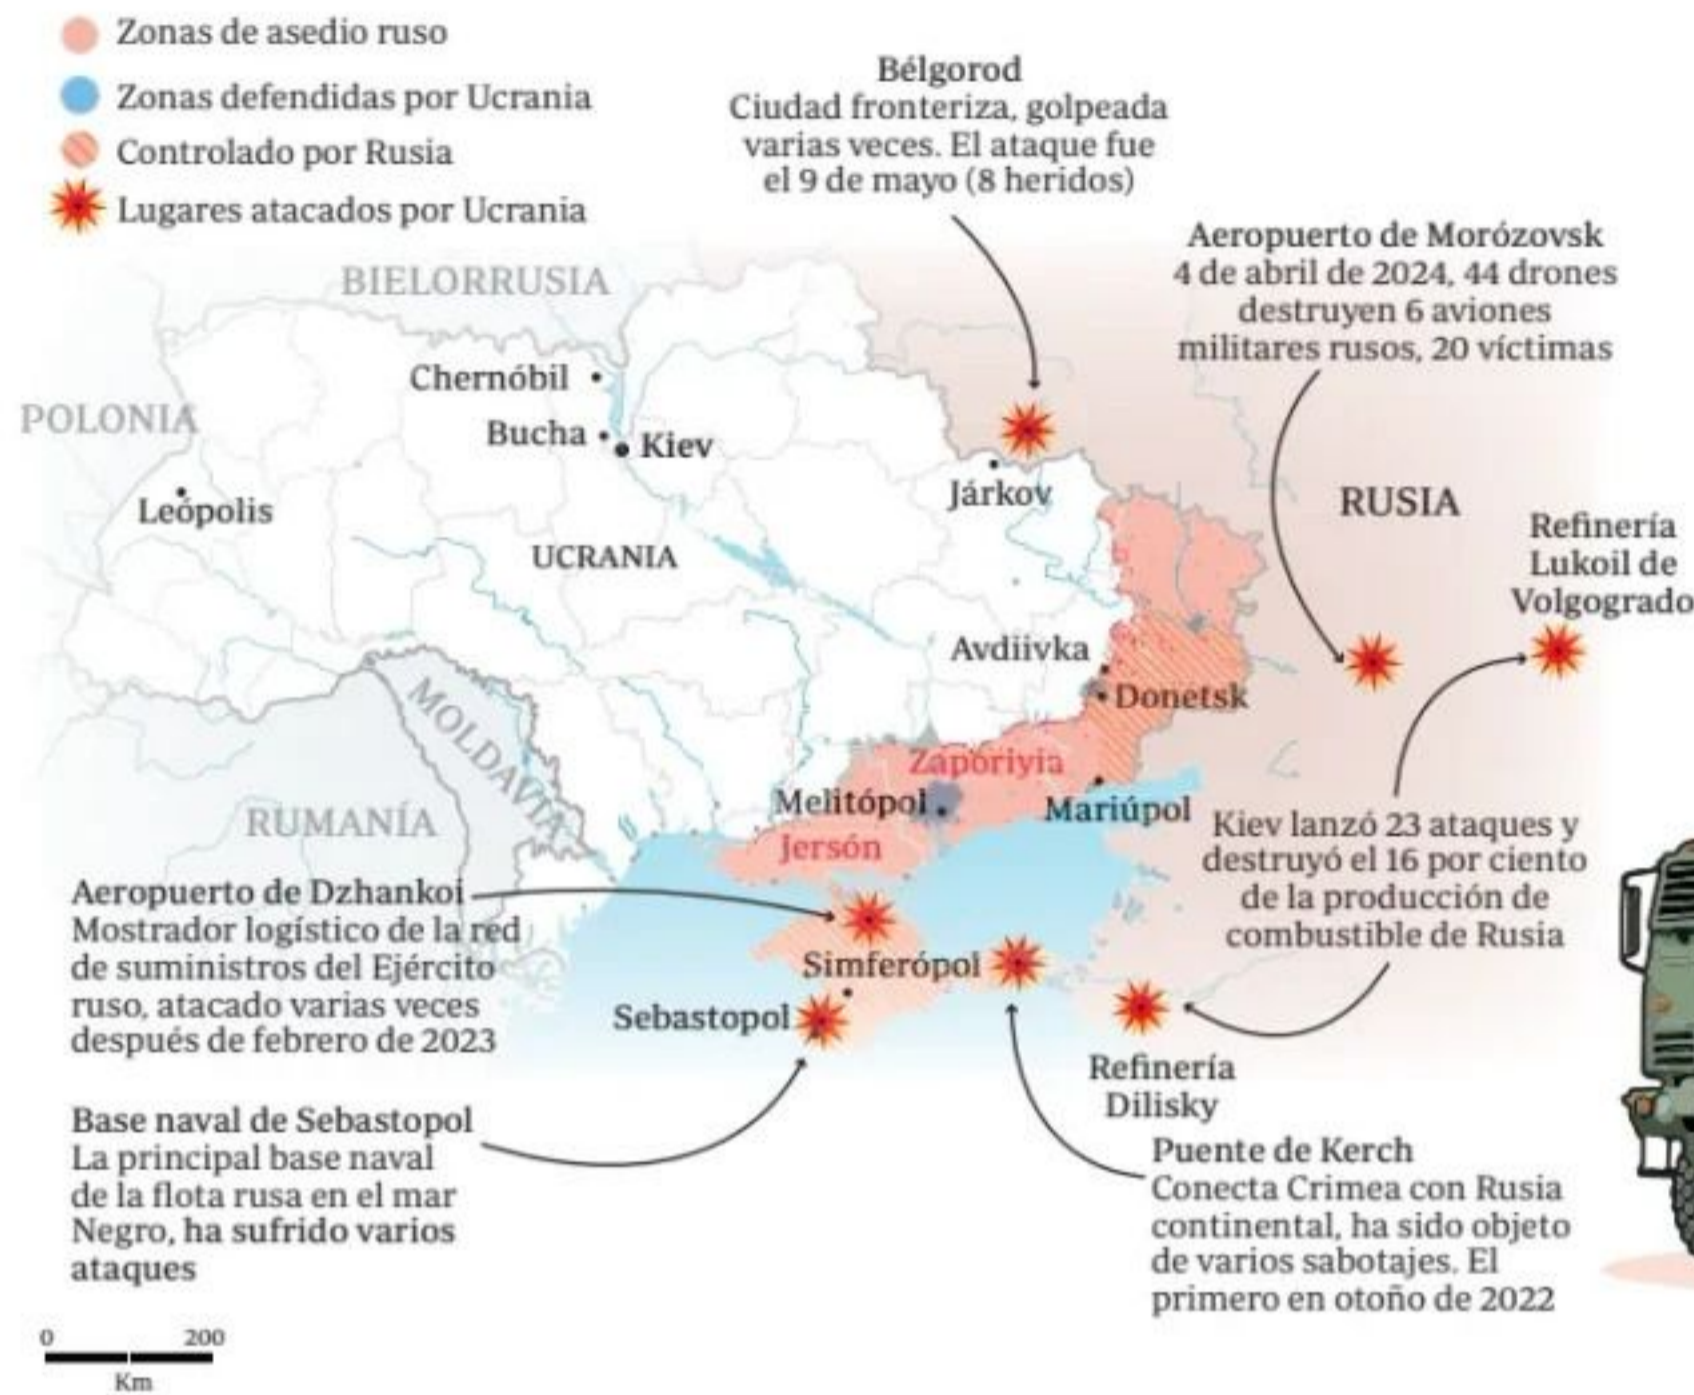 Zonas de asedio ruso
Zonas defendidas por Ucrania
Controlado por Rusia
Lugares atacados por Ucrania
Bélgorod
Ciudad fronteriza, golpeada
varias veces. El ataque fue
el 9 de mayo (8 heridos)
Aeropuerto de Morózovsk
4 de abril de 2024, 44 drones
destruyen 6 aviones
militares rusos, 20 víctimas
BIELORRUSIA
Chernóbil
POLONIA
Bucha
Kiev
Leópolis
Járkov
RUSIA
UCRANIA
Refinería
Lukoil de
Volgogrado
Avdiivka
Donetsk
MOLDAVIA
Zaporiyia
Melitópol
Mariúpol
RUMANÍA
Jersón
Kiev lanzó 23 ataques y
destruyó el 16 por ciento
de la producción de
combustible de Rusia
Aeropuerto de Dzhankoi
Mostrador logístico de la red
de suministros del Ejército
ruso, atacado varias veces
después de febrero de 2023
Simferópol
Sebastopol
Refinería
Dilisky
Base naval de Sebastopol
La principal base naval
de la flota rusa en el mar
Negro, ha sufrido varios
ataques
Puente de Kerch
Conecta Crimea con Rusia
continental, ha sido objeto
de varios sabotajes. El
primero en otoño de 2022
0 200
Km